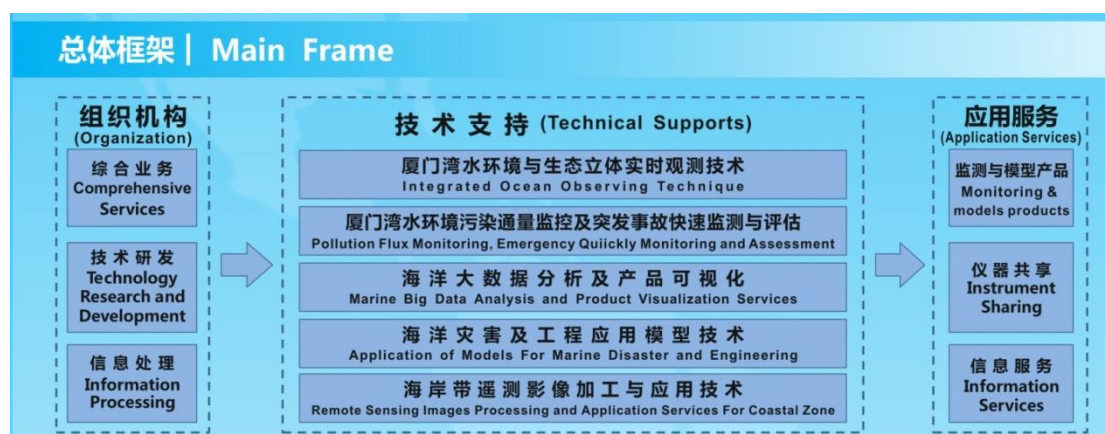 总体框架| Main Frame
组织机构
(Organization)
综合业务
Comprehensive
Services
技术研发
Technology
Research and
Development
信息处理
Information
Processing
技术支持 (Technical Supports)
厦门湾水环境与生态立体实时观测技术
Integrated Ocean Observing Technique
厦门湾水环境污染通量监控及突发事故快速监测与评估
Pollution Flux Monitoring, Emergency Quiickly Monitoring and Assessment
海洋大数据分析及产品可视化
Marine Big Data Analysis and Product Visualization Services
海洋灾害及工程应用模型技术
Application of Models For Marine Disaster and Engineering
海岸带遥测影像加工与应用技术
Remote Sensing Images Processing and Application Services For Coastal Zone
应用服务
(Application Services)
监测与模型产品
Monitoring &
models products
仪器共享
Instrument
Sharing
信息服务
Information
Services